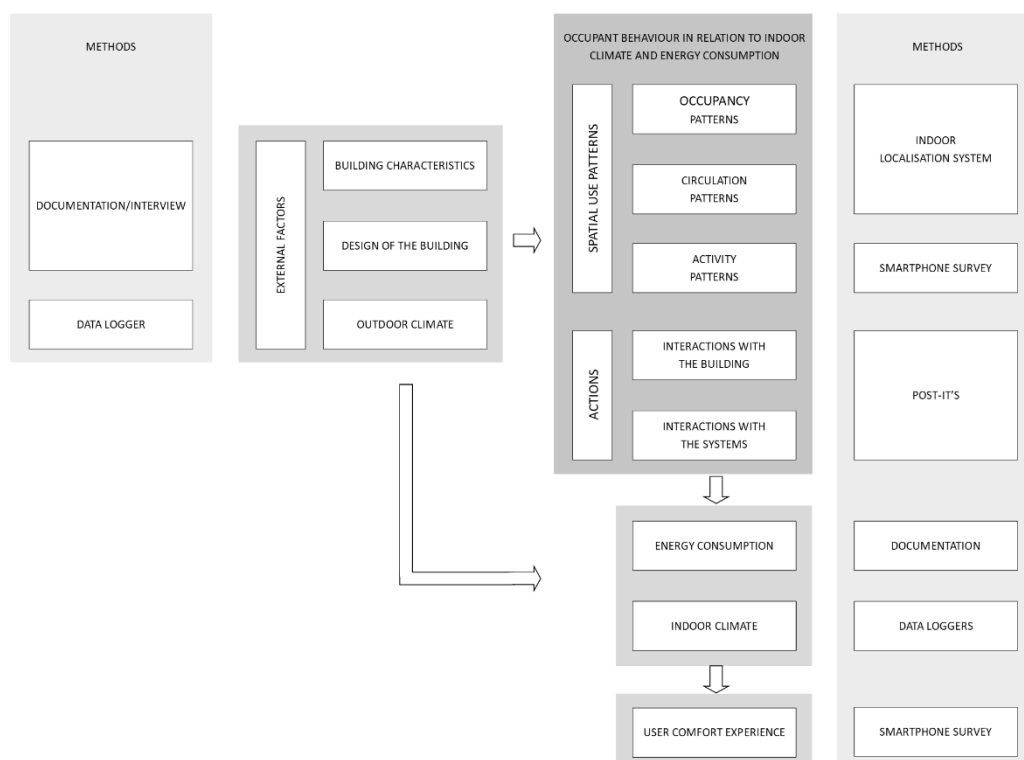 METHODS
DOCUMENTATION/INTERVIEW
DATA LOGGER
EXTERNAL FACTORS
BUILDING CHARACTERISTICS
DESIGN OF THE BUILDING
OUTDOOR CLIMATE
OCCUPANT BEHAVIOUR IN RELATION TO INDOOR
CLIMATE AND ENERGY CONSUMPTION
SPATIAL USE PATTERNS
OCCUPANCY
PATTERNS
CIRCULATION
PATTERNS
ACTIVITY
PATTERNS
ACTIONS
INTERACTIONS WITH
THE BUILDING
INTERACTIONS WITH
THE SYSTEMS
ENERGY CONSUMPTION
INDOOR CLIMATE
USER COMFORT EXPERIENCE
METHODS
INDOOR
LOCALISATION SYSTEM
SMARTPHONE SURVEY
POST-IT'S
DOCUMENTATION
DATA LOGGERS
SMARTPHONE SURVEY